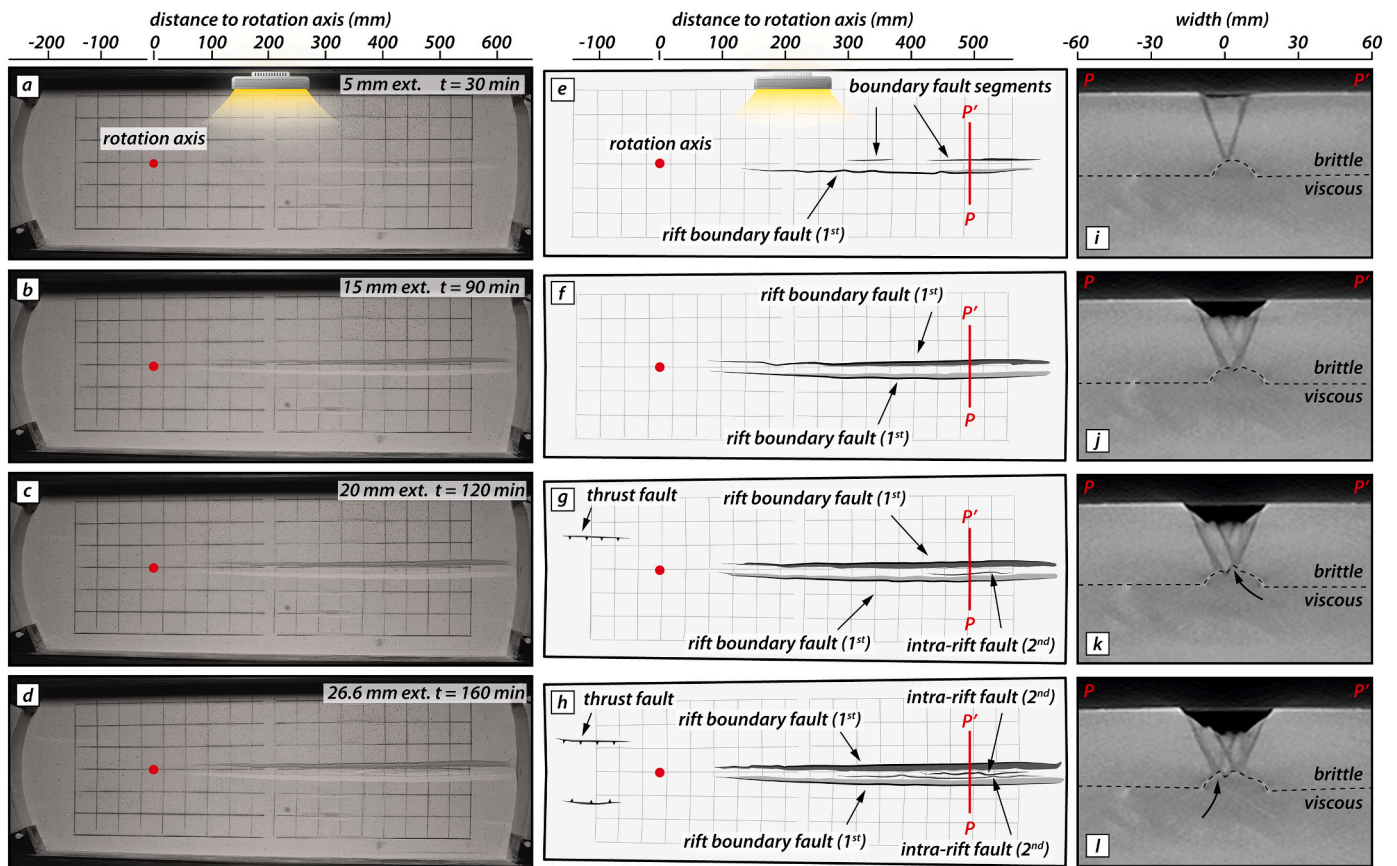 distance to rotation axis (mm)
-200 -100 0 100 200 300 400 500 600
distance to rotation axis (mm)
-100 0 100 200 300 400 500
width (mm)
-60 -30 0 30 60
a
5 mm ext. t = 30 min
rotation axis
e
boundary fault segments
rotation axis
P'
P
rift boundary fault (1st)
P
P'
brittle
viscous
i
b
15 mm ext. t = 90 min
f
rift boundary fault (1st)
P'
P
rift boundary fault (1st)
P
P'
brittle
viscous
j
c
20 mm ext. t = 120 min
g
thrust fault
rift boundary fault (1st)
P'
P
rift boundary fault (1st)
intra-rift fault (2nd)
P
P'
brittle
viscous
k
d
26.6 mm ext. t = 160 min
h
thrust fault
intra-rift fault (2nd)
rift boundary fault (1st)
P'
P
rift boundary fault (1st)
intra-rift fault (2nd)
P
P'
brittle
viscous
l